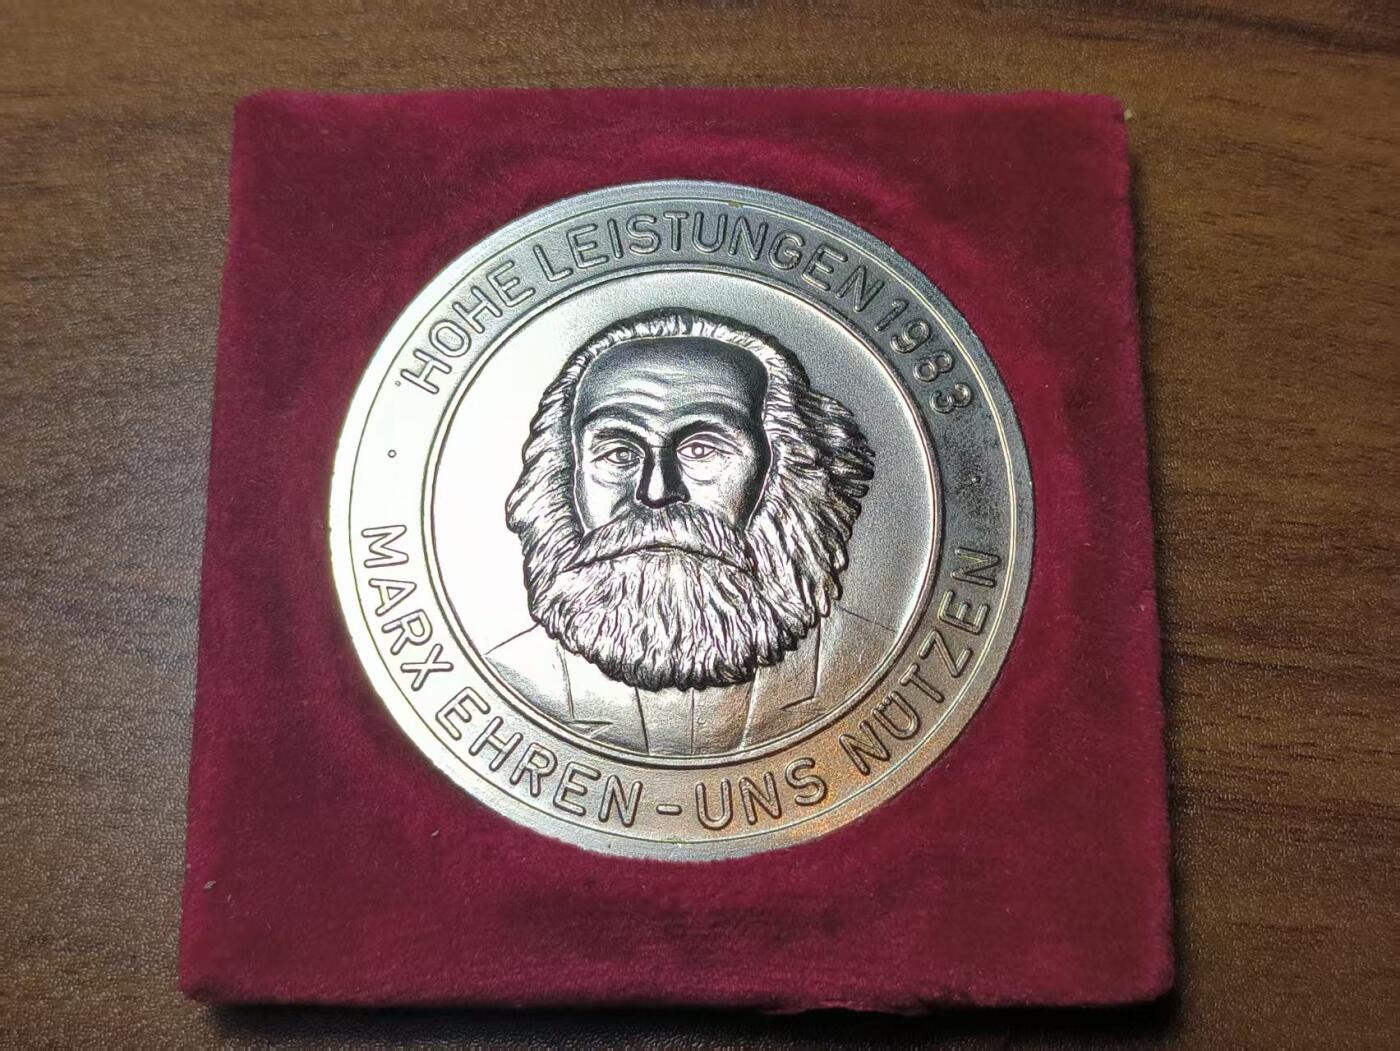 HOHE LEISTUNGEN 1983
MARX EHREN - UNS NÜTZEN